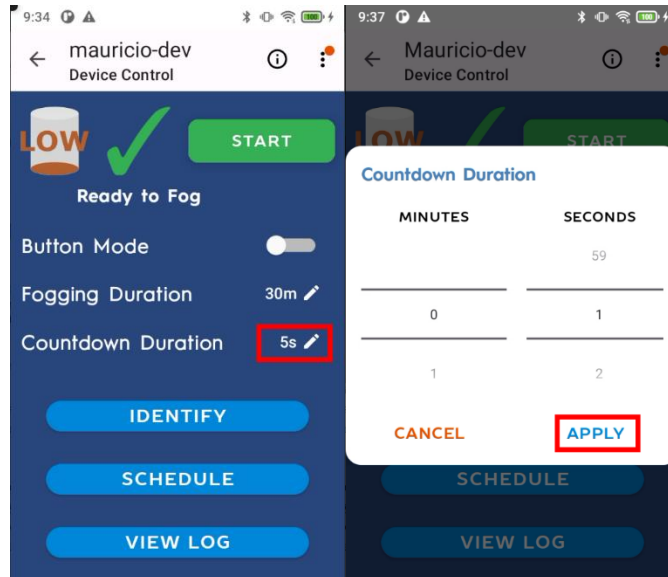 9:34
mauricio-dev
Device Control
LOW
START
Ready to Fog
Button Mode
Fogging Duration 30m
Countdown Duration 5s
IDENTIFY
SCHEDULE
VIEW LOG
9:37
Mauricio-dev
Device Control
LOW
START
Countdown Duration
MINUTES SECONDS
59
0 1
1 2
CANCEL APPLY
SCHEDULE
VIEW LOG